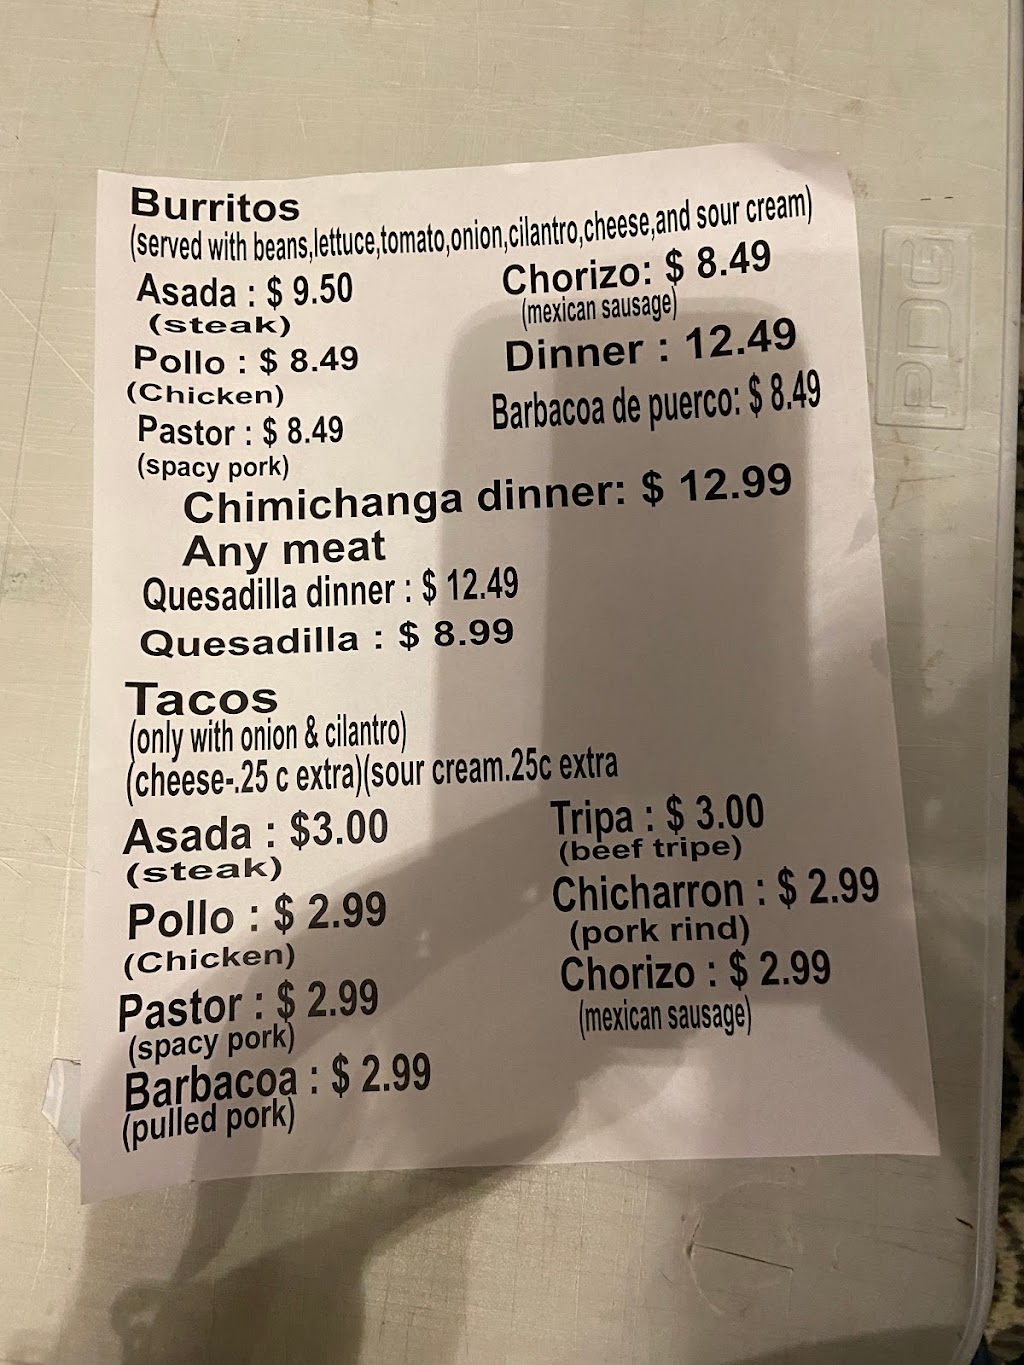 Burritos
(served with beans,lettuce,tomato,onion,cilantro,cheese,and sour cream)
Asada : $ 9.50
(steak)
Pollo : $ 8.49
(Chicken)
Pastor : $ 8.49
(spacy pork)
Chorizo: $ 8.49
(mexican sausage)
Dinner : 12.49
Barbacoa de puerco: $ 8.49
Chimichanga dinner: $ 12.99
Any meat
Quesadilla dinner : $ 12.49
Quesadilla : $ 8.99
Tacos
(only with onion & cilantro)
(cheese-.25 c extra)(sour cream.25c extra
Asada : $3.00
(steak)
Pollo : $ 2.99
(Chicken)
Pastor : $ 2.99
(spacy pork)
Barbacoa : $ 2.99
(pulled pork)
Tripa : $ 3.00
(beef tripe)
Chicharron : $ 2.99
(pork rind)
Chorizo : $ 2.99
(mexican sausage)
PDG